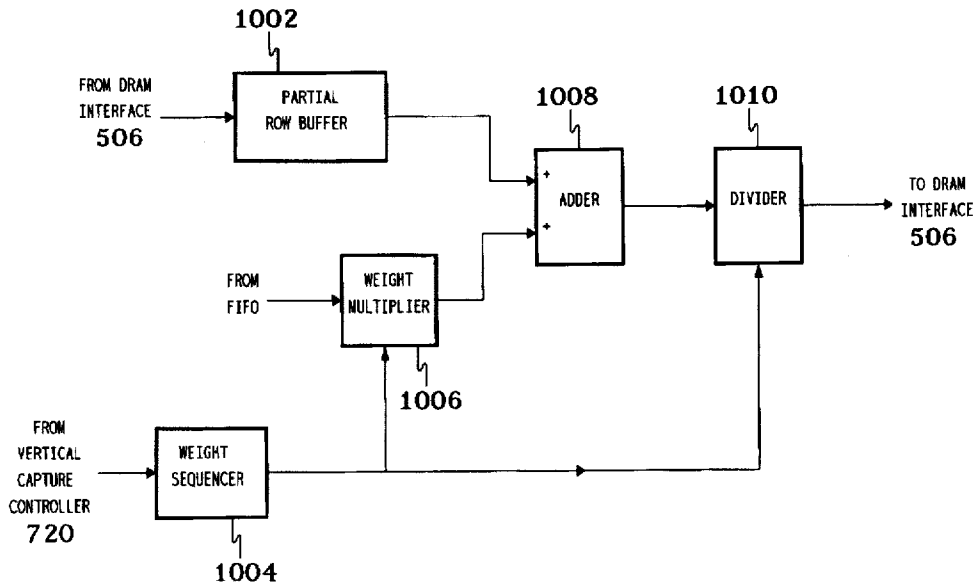 1002
FROM DRAM
INTERFACE
506
PARTIAL
ROW BUFFER
1008
1010
+
+
ADDER
DIVIDER
TO DRAM
INTERFACE
506
FROM
FIFO
WEIGHT
MULTIPLIER
1006
FROM
VERTICAL
CAPTURE
CONTROLLER
720
WEIGHT
SEQUENCER
1004